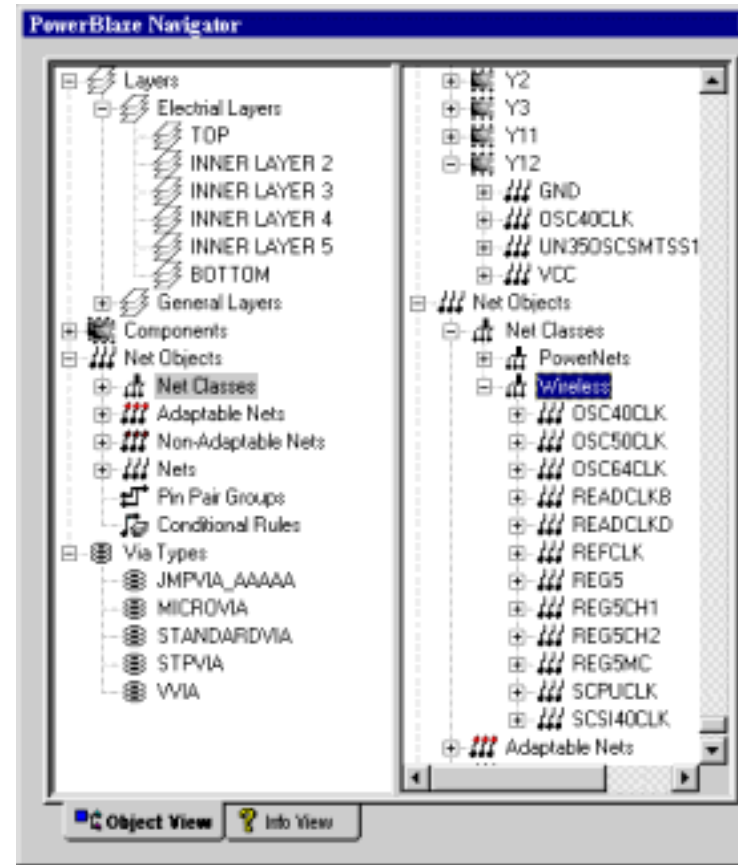 PowerBlaze Navigator
Layers
Electrial Layers
TOP
INNER LAYER 2
INNER LAYER 3
INNER LAYER 4
INNER LAYER 5
BOTTOM
General Layers
Components
Net Objects
Net Classes
Adaptable Nets
Non-Adaptable Nets
Nets
Pin Pair Groups
Conditional Rules
Via Types
JMPVIA_AAAAA
MICROVIA
STANDARDVIA
STPVIA
VVIA
Y2
Y3
Y11
Y12
GND
OSC40CLK
UN350SCSMTSS1
VCC
Net Objects
Net Classes
PowerNets
Wireless
OSC40CLK
OSC50CLK
OSC64CLK
READCLKB
READCLKD
REFCLK
REG5
REG5CH1
REG5CH2
REG5MC
SCPUCLK
SCSI40CLK
Adaptable Nets
Object View
Info View